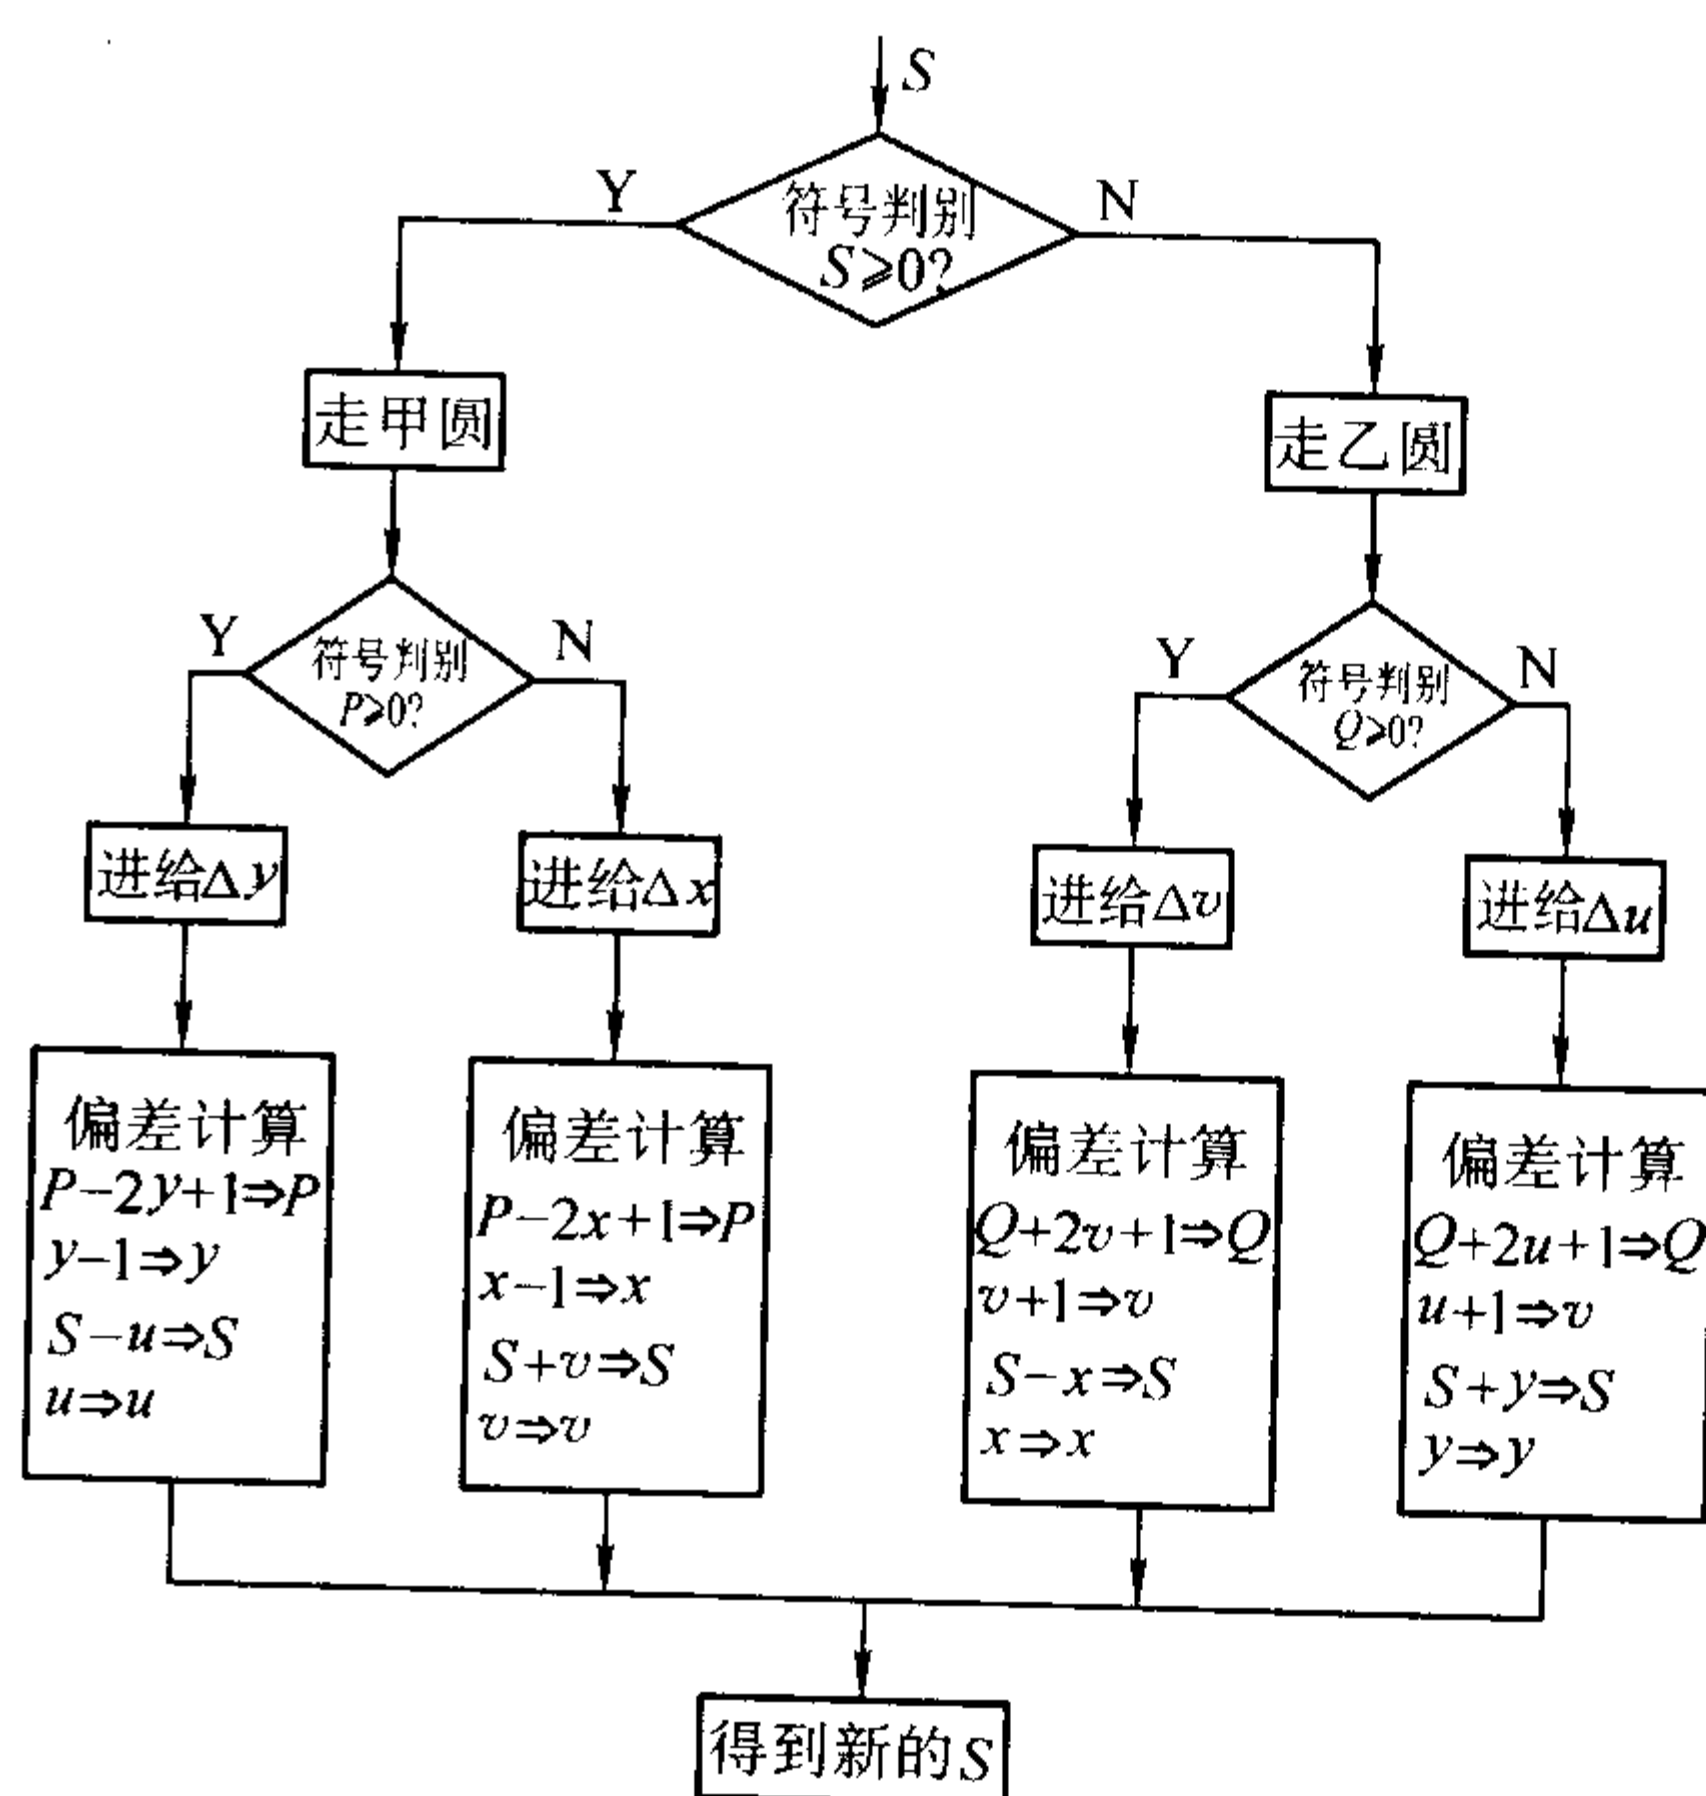 S
符号判别
S⩾0?
Y
N
走甲圆
走乙圆
符号判别
P⩾0?
Y
N
符号判别
Q⩾0?
Y
N
进给Δy
进给Δx
进给Δv
进给Δu
偏差计算
P−2y+1⇒P
y−1⇒y
S−u⇒S
u⇒u
偏差计算
P−2x+1⇒P
x−1⇒x
S+v⇒S
v⇒v
偏差计算
Q+2v+1⇒Q
v+1⇒v
S−x⇒S
x⇒x
偏差计算
Q+2u+1⇒Q
u+1⇒v
S+y⇒S
y⇒y
得到新的S